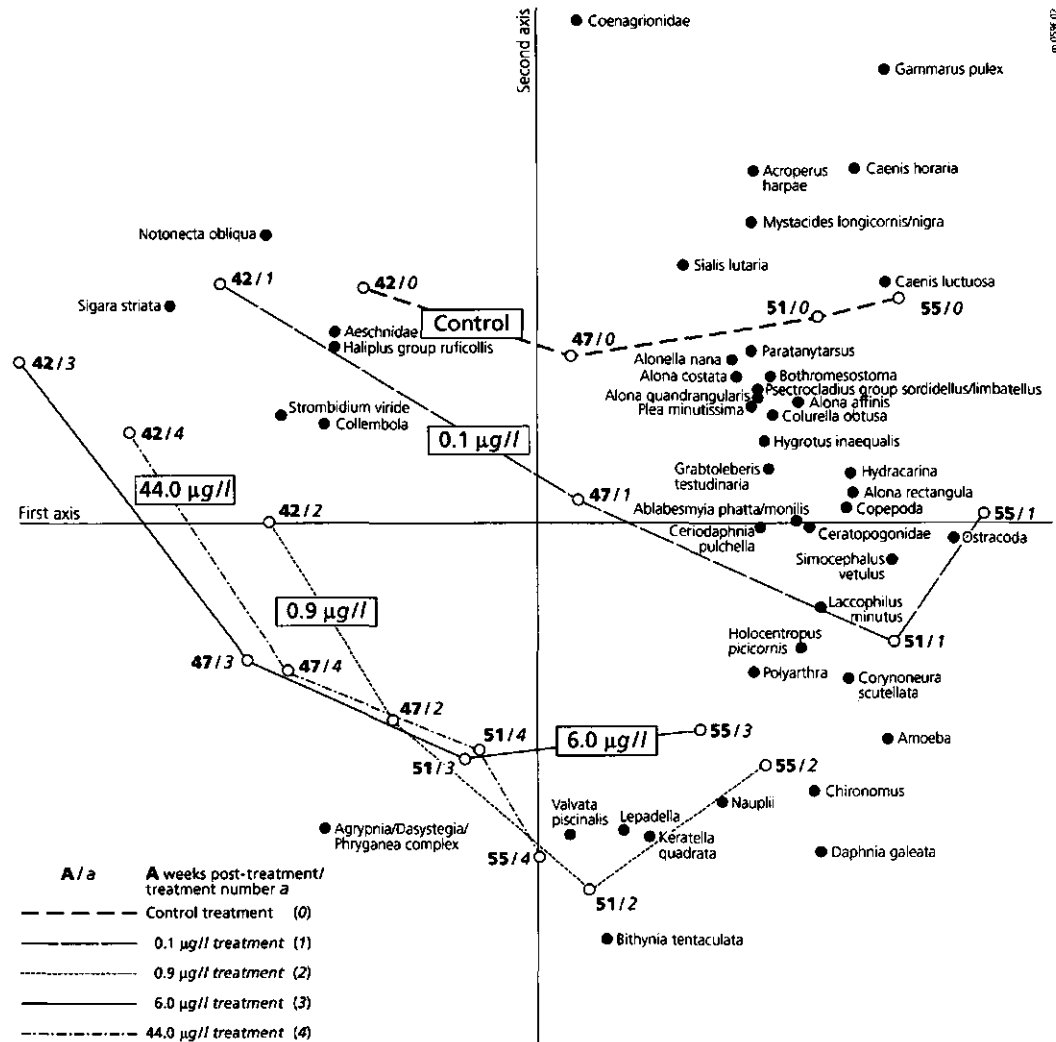 Second axis
Coenagrionidae
Gammarus pulex
Acroperus
harpae
Caenis horaria
Mystacides longicornis/nigra
Notonecta obliqua
Sialis lutaria
42 / 1
42 / 0
Caenis luctuosa
Sigara striata
51 / 0
55 / 0
Control
Aeschnidae
Haliplus group ruficollis
47 / 0
Paratanytarsus
Alonella nana
42 / 3
Alona costata
Bothromesostoma
Psectrocladius group sordidellus/limbatellus
Alona quandrangularis
Alona affinis
Plea minutissima
Colurella obtusa
Strombidium viride
Collembola
42 / 4
0.1 µg/l
Hygrotus inaequalis
Grabtoleberis
testudinaria
Hydracarina
44.0 µg/l
Alona rectangula
47 / 1
Copepoda
First axis
42 / 2
Ablabesmyia phatta/monilis
55 / 1
Ceriodaphnia
pulchella
Ceratopogonidae
Ostracoda
Simocephalus
vetulus
0.9 µg/l
Laccophilus
minutus
51 / 1
Holocentropus
picicornis
47 / 3
47 / 4
Polyarthra
Corynoneura
scutellata
47 / 2
51 / 4
6.0 µg/l
55 / 3
Amoeba
51 / 3
55 / 2
Chironomus
Nauplii
Valvata
piscinalis
Lepadella
Keratella
quadrata
Agrypnia/Dasystegia/
Phryganea complex
55 / 4
Daphnia galeata
51 / 2
Bithynia tentaculata
A / a
A weeks post-treatment/
treatment number a
Control treatment (0)
0.1 µg/l treatment (1)
0.9 µg/l treatment (2)
6.0 µg/l treatment (3)
44.0 µg/l treatment (4)